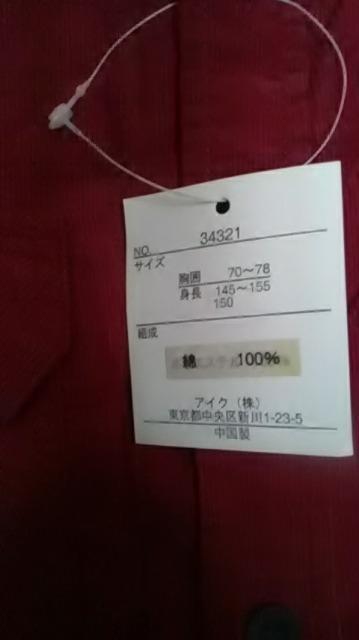 NO. 34321
サイズ
胸囲 70〜78
身長 145〜155
150
組成
綿 100%
アイク（株）
東京都中央区新川1-23-5
中国製